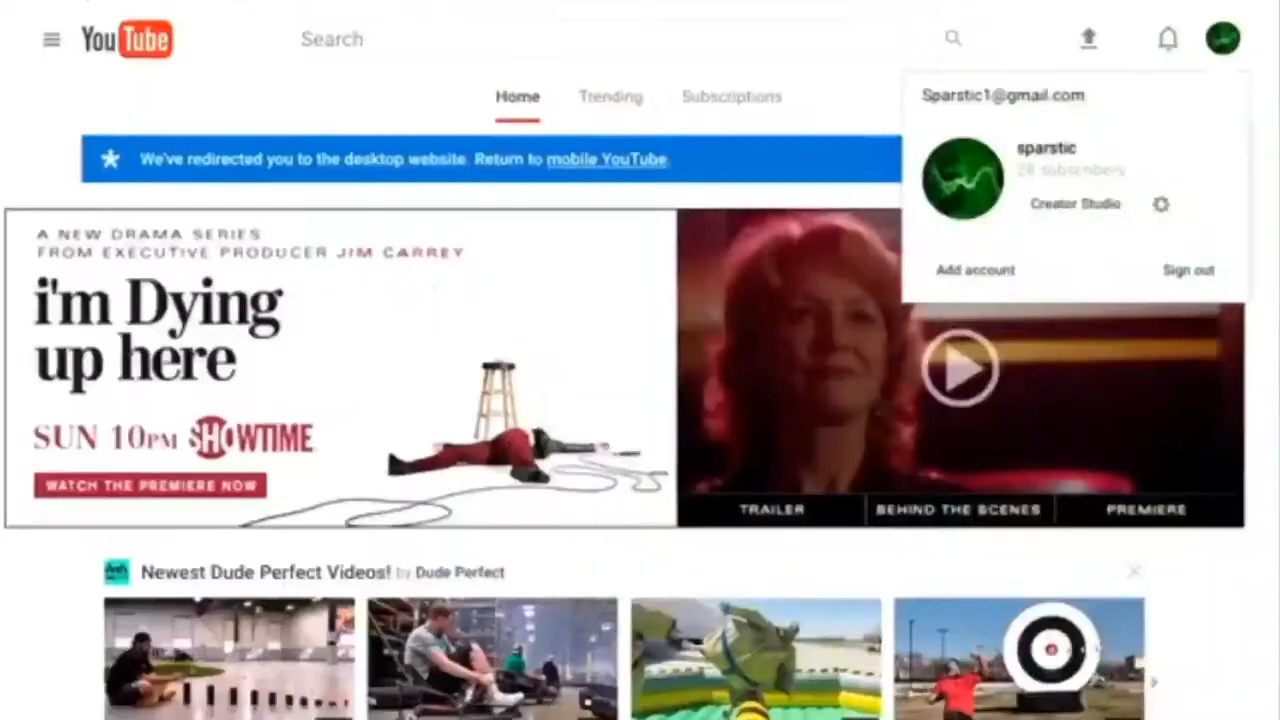 YouTube
Search
Sparstic1@gmail.com
Home Trending Subscriptions
sparstic
28 subscribers
We've redirected you to the desktop website. Return to mobile YouTube.
Creator Studio
Add account Sign out
A NEW DRAMA SERIES
FROM EXECUTIVE PRODUCER JIM CARREY
i'm Dying
up here
SUN 10PM SHOWTIME
WATCH THE PREMIERE NOW
TRAILER BEHIND THE SCENES PREMIERE
Newest Dude Perfect Videos! by Dude Perfect